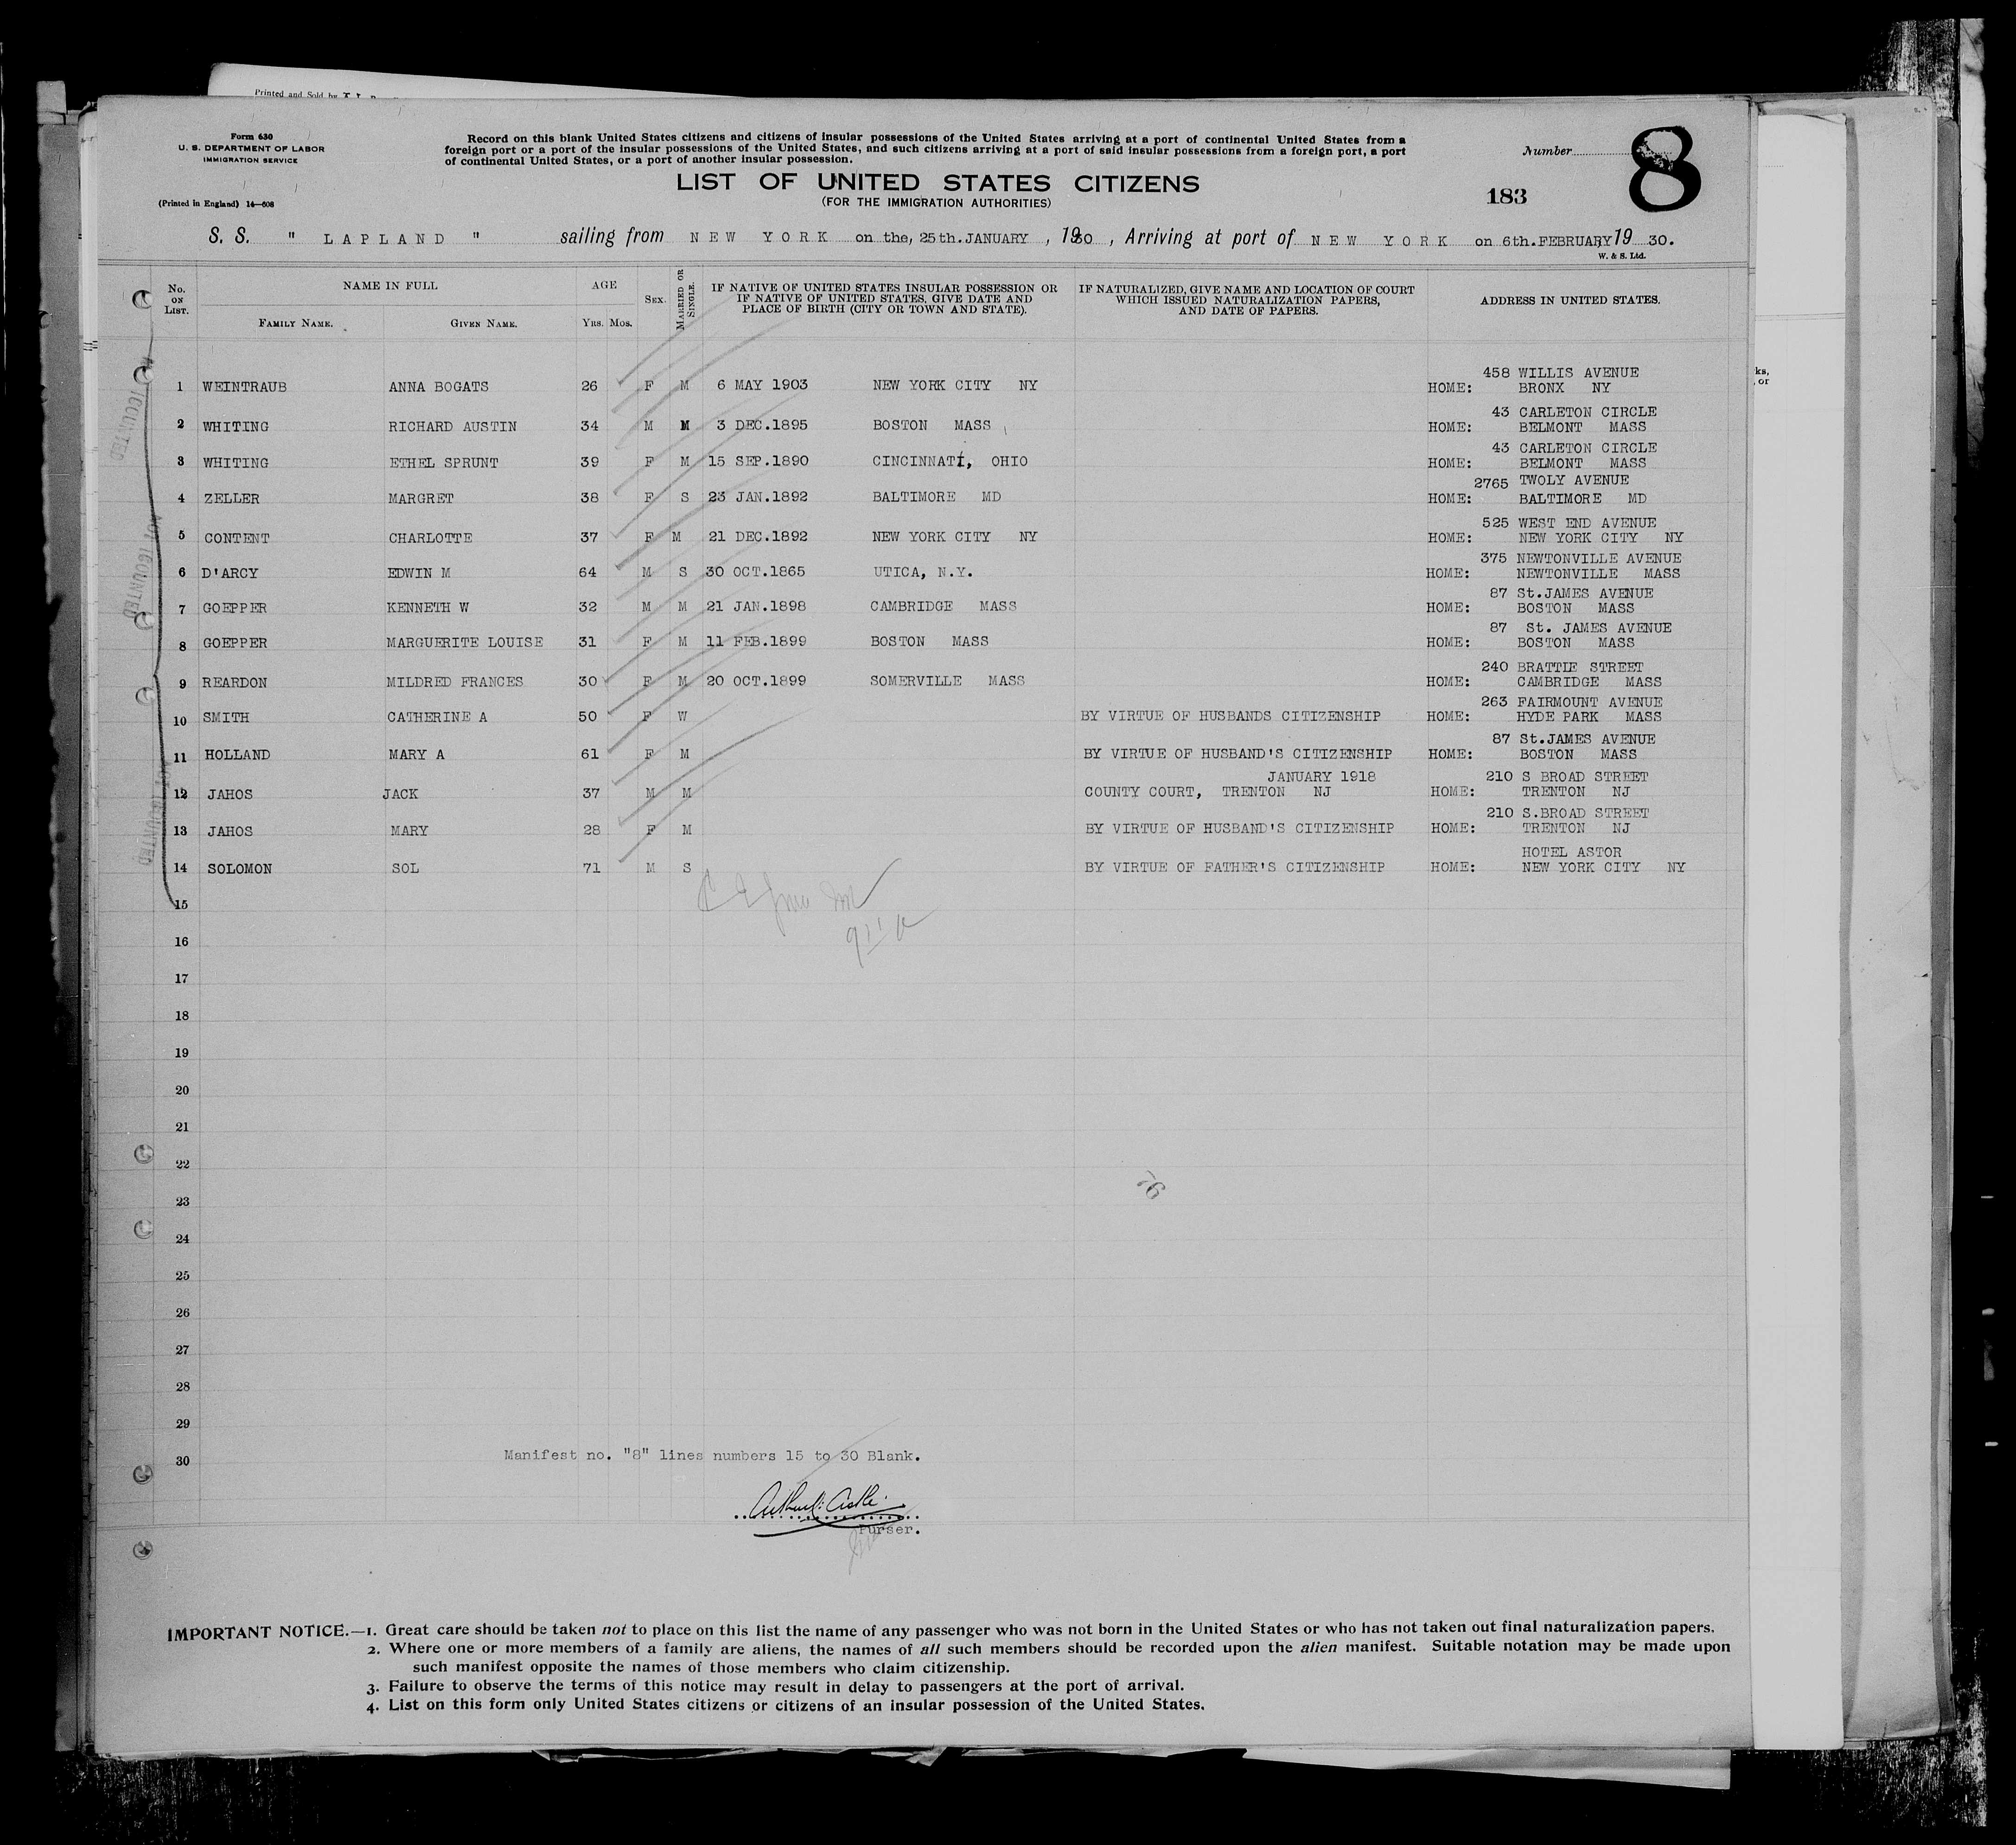 Printed and Sold by
Form 630
U. S. DEPARTMENT OF LABOR
IMMIGRATION SERVICE
(Printed in England) 14—608
Record on this blank United States citizens and citizens of insular possessions of the United States arriving at a port of continental United States from a
foreign port or a port of the insular possessions of the United States, and such citizens arriving at a port of said insular possessions from a foreign port, a port
of continental United States, or a port of another insular possession.
Number 8
LIST OF UNITED STATES CITIZENS
(FOR THE IMMIGRATION AUTHORITIES)
183
S. S. " LAPLAND " sailing from NEW YORK on the, 25th. JANUARY , 1930 , Arriving at port of NEW YORK on 6th. FEBRUARY 19 30.
W. & S. Ltd.
No. ON LIST. NAME IN FULL FAMILY NAME. GIVEN NAME. AGE YRS. MOS. SEX. MARRIED OR SINGLE. IF NATIVE OF UNITED STATES INSULAR POSSESSION OR IF NATIVE OF UNITED STATES, GIVE DATE AND PLACE OF BIRTH (CITY OR TOWN AND STATE). IF NATURALIZED, GIVE NAME AND LOCATION OF COURT WHICH ISSUED NATURALIZATION PAPERS, AND DATE OF PAPERS. ADDRESS IN UNITED STATES.
458 WILLIS AVENUE
1 WEINTRAUB ANNA BOGATS 26 F M 6 MAY 1903 NEW YORK CITY NY HOME: BRONX NY
43 CARLETON CIRCLE
2 WHITING RICHARD AUSTIN 34 M M 3 DEC.1895 BOSTON MASS HOME: BELMONT MASS
43 CARLETON CIRCLE
3 WHITING ETHEL SPRUNT 39 F M 15 SEP.1890 CINCINNATI, OHIO HOME: BELMONT MASS
2765 TWOLY AVENUE
4 ZELLER MARGRET 38 F S 23 JAN.1892 BALTIMORE MD HOME: BALTIMORE MD
525 WEST END AVENUE
5 CONTENT CHARLOTTE 37 F M 21 DEC.1892 NEW YORK CITY NY HOME: NEW YORK CITY NY
375 NEWTONVILLE AVENUE
6 D'ARCY EDWIN M 64 M S 30 OCT.1865 UTICA, N.Y. HOME: NEWTONVILLE MASS
87 St.JAMES AVENUE
7 GOEPPER KENNETH W 32 M M 21 JAN.1898 CAMBRIDGE MASS HOME: BOSTON MASS
87 St. JAMES AVENUE
8 GOEPPER MARGUERITE LOUISE 31 F M 11 FEB.1899 BOSTON MASS HOME: BOSTON MASS
240 BRATTLE STREET
9 REARDON MILDRED FRANCES 30 F M 20 OCT.1899 SOMERVILLE MASS HOME: CAMBRIDGE MASS
263 FAIRMOUNT AVENUE
10 SMITH CATHERINE A 50 F W BY VIRTUE OF HUSBANDS CITIZENSHIP HOME: HYDE PARK MASS
87 St.JAMES AVENUE
11 HOLLAND MARY A 61 F M BY VIRTUE OF HUSBAND'S CITIZENSHIP HOME: BOSTON MASS
JANUARY 1918 210 S BROAD STREET
12 JAHOS JACK 37 M M COUNTY COURT, TRENTON NJ HOME: TRENTON NJ
210 S.BROAD STREET
13 JAHOS MARY 28 F M BY VIRTUE OF HUSBAND'S CITIZENSHIP HOME: TRENTON NJ
HOTEL ASTOR
14 SOLOMON SOL 71 M S BY VIRTUE OF FATHER'S CITIZENSHIP HOME: NEW YORK CITY NY
15
16
17
18
19
20
21
22
23
24
25
26
27
28
29
30 Manifest no. "8" lines numbers 15 to 30 Blank.
Purser.
IMPORTANT NOTICE.—1. Great care should be taken not to place on this list the name of any passenger who was not born in the United States or who has not taken out final naturalization papers.
2. Where one or more members of a family are aliens, the names of all such members should be recorded upon the alien manifest. Suitable notation may be made upon
such manifest opposite the names of those members who claim citizenship.
3. Failure to observe the terms of this notice may result in delay to passengers at the port of arrival.
4. List on this form only United States citizens or citizens of an insular possession of the United States.